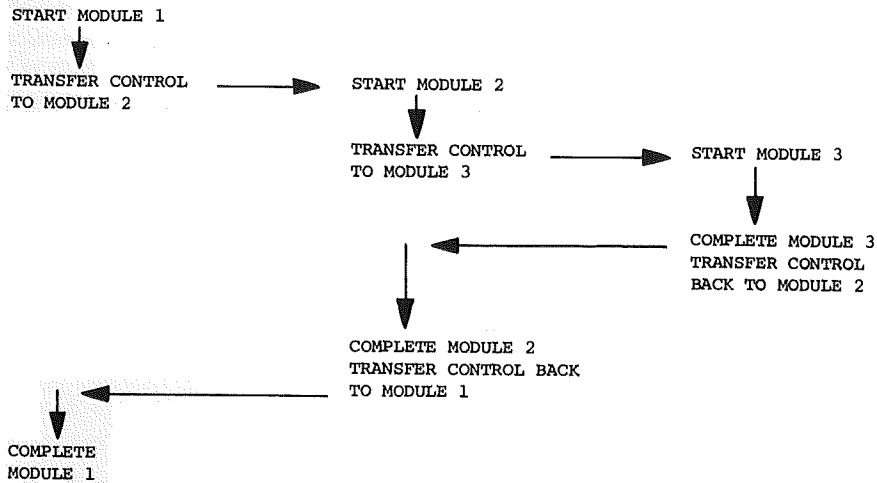 START MODULE 1
TRANSFER CONTROL
TO MODULE 2
START MODULE 2
TRANSFER CONTROL
TO MODULE 3
START MODULE 3
COMPLETE MODULE 3
TRANSFER CONTROL
BACK TO MODULE 2
COMPLETE MODULE 2
TRANSFER CONTROL BACK
TO MODULE 1
COMPLETE
MODULE 1